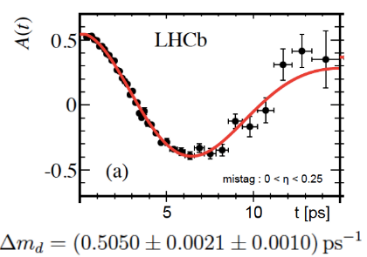 A(t)
0.5
LHCb
0
-0.5
(a)
mistag : 0 < η < 0.25
5
10
t [ps]
Δm_d = (0.5050 ± 0.0021 ± 0.0010) ps⁻¹